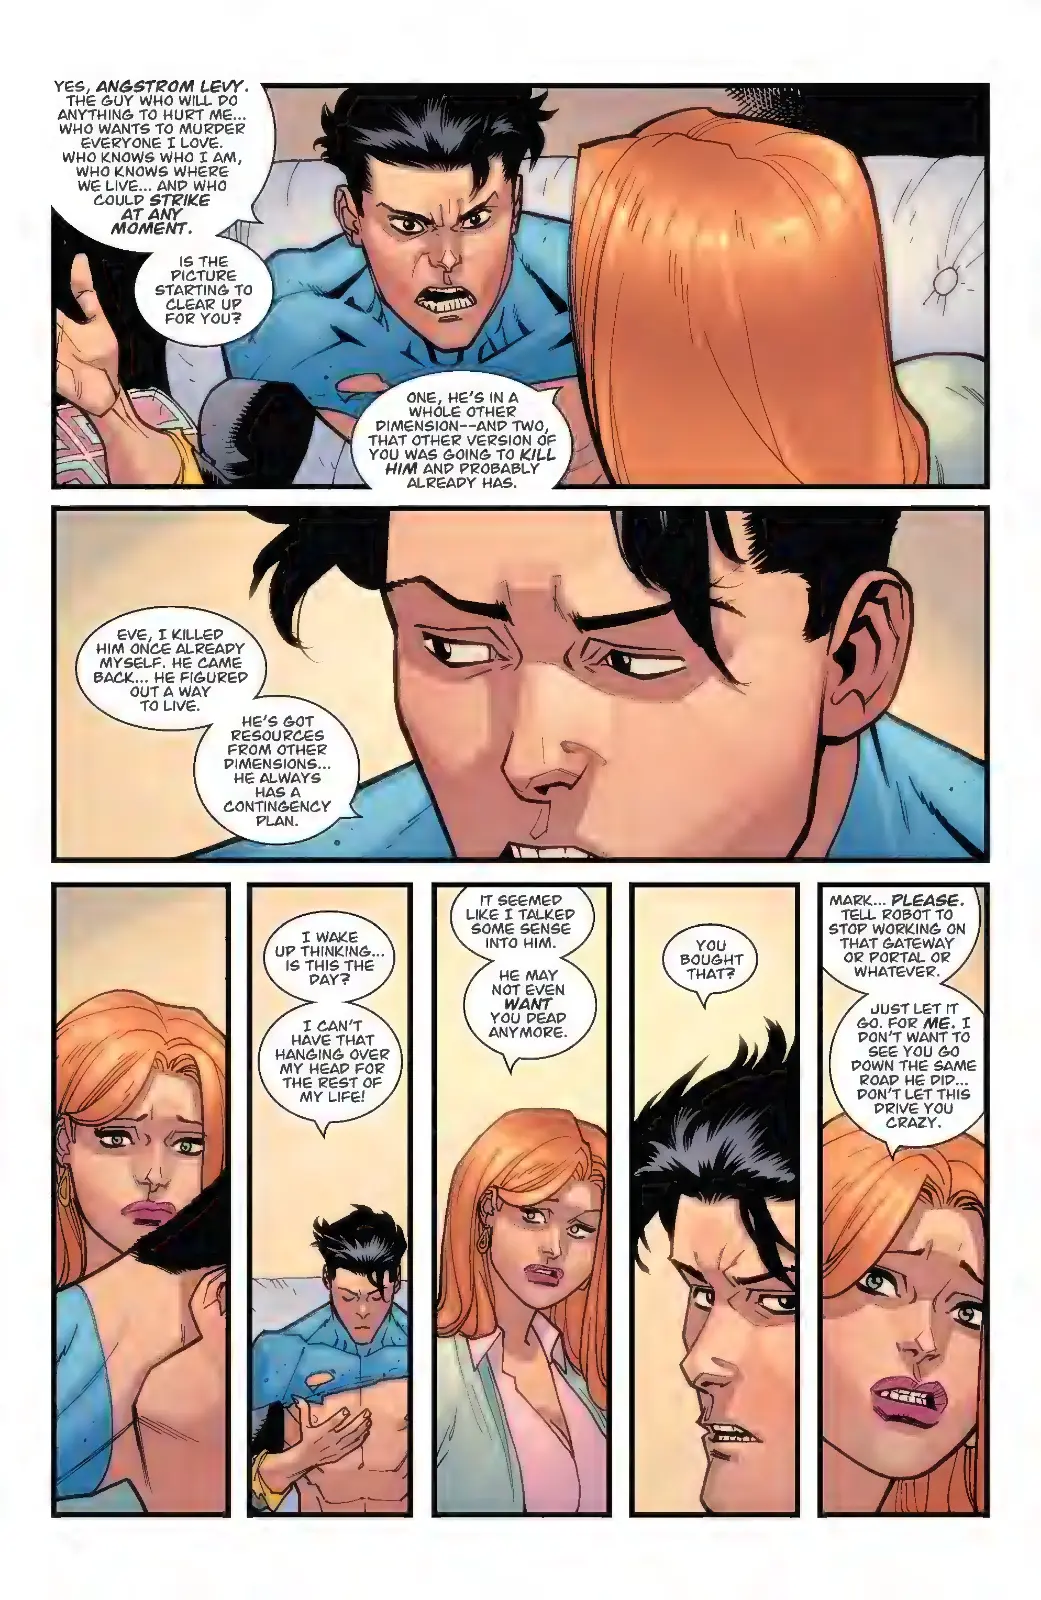 YES, ANGSTROM LEVY.
THE GUY WHO WILL DO
ANYTHING TO HURT ME...
WHO WANTS TO MURDER
EVERYONE I LOVE.
WHO KNOWS WHO I AM,
WHO KNOWS WHERE
WE LIVE... AND WHO
COULD STRIKE
AT ANY
MOMENT.
IS THE
PICTURE
STARTING TO
CLEAR UP
FOR YOU?
ONE, HE'S IN A
WHOLE OTHER
DIMENSION--AND TWO,
THAT OTHER VERSION OF
YOU WAS GOING TO KILL
HIM AND PROBABLY
ALREADY HAS.
EVE, I KILLED
HIM ONCE ALREADY
MYSELF. HE CAME
BACK... HE FIGURED
OUT A WAY
TO LIVE.
HE'S GOT
RESOURCES
FROM OTHER
DIMENSIONS...
HE ALWAYS
HAS A
CONTINGENCY
PLAN.
I WAKE
UP THINKING...
IS THIS THE
DAY?
I CAN'T
HAVE THAT
HANGING OVER
MY HEAD FOR
THE REST OF
MY LIFE!
IT SEEMED
LIKE I TALKED
SOME SENSE
INTO HIM.
HE MAY
NOT EVEN
WANT
YOU DEAD
ANYMORE.
YOU
BOUGHT
THAT?
MARK... PLEASE.
TELL ROBOT TO
STOP WORKING ON
THAT GATEWAY
OR PORTAL OR
WHATEVER.
JUST LET IT
GO. FOR ME. I
DON'T WANT TO
SEE YOU GO
DOWN THE SAME
ROAD HE DID...
DON'T LET THIS
DRIVE YOU
CRAZY.